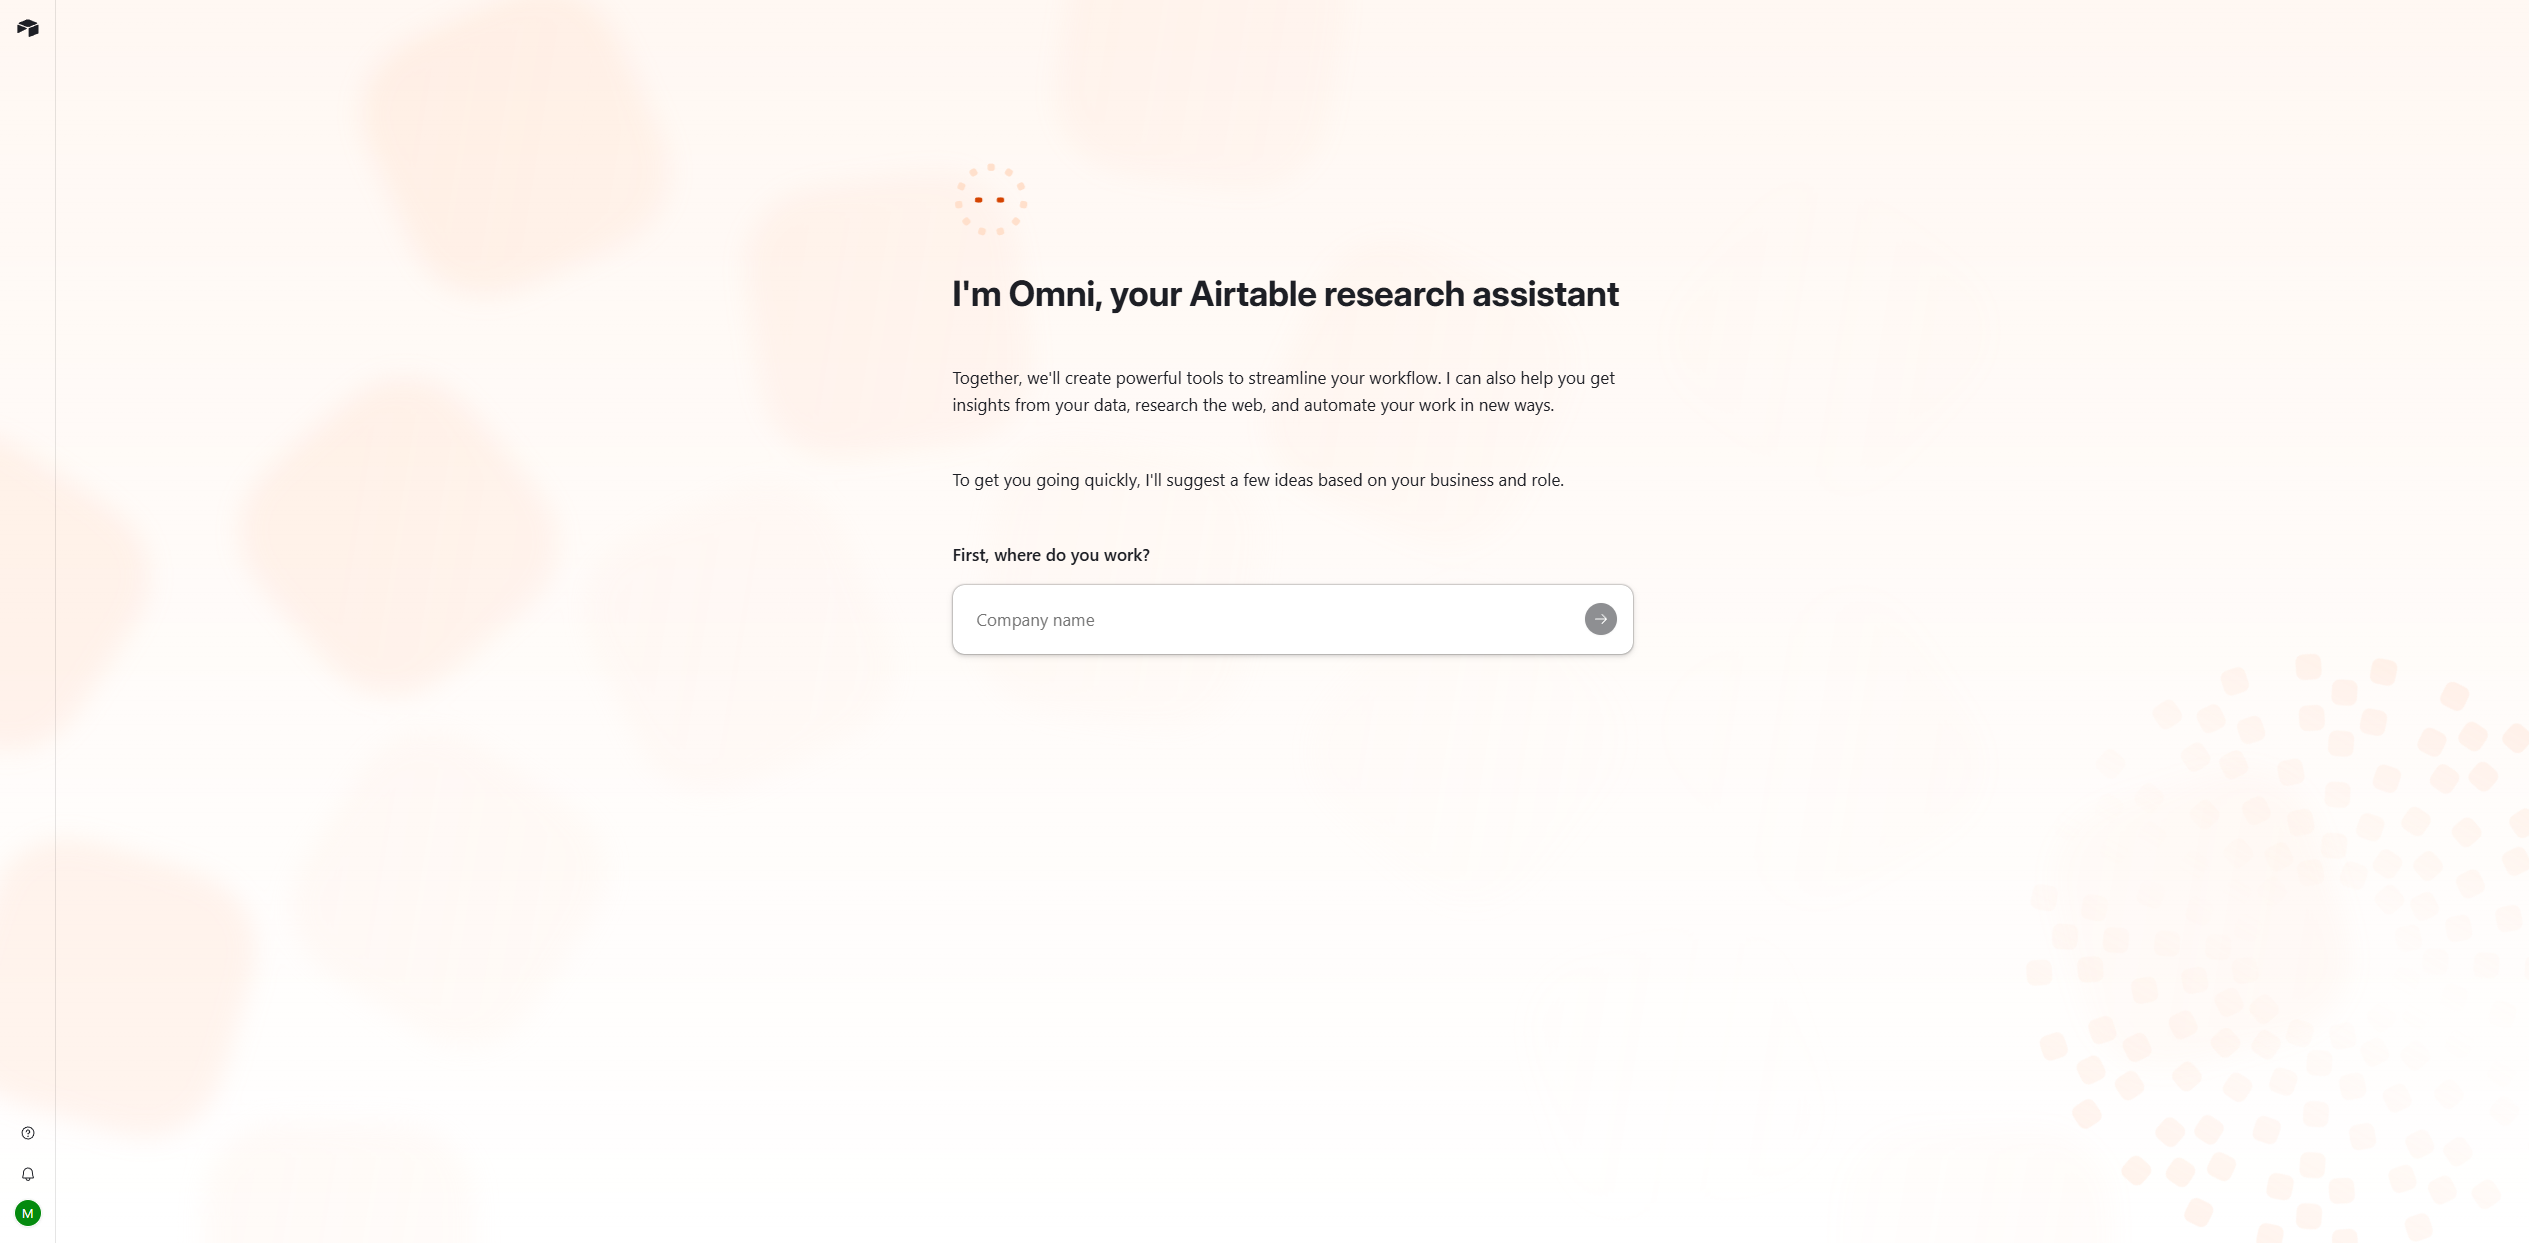 I'm Omni, your Airtable research assistant
Together, we'll create powerful tools to streamline your workflow. I can also help you get
insights from your data, research the web, and automate your work in new ways.
To get you going quickly, I'll suggest a few ideas based on your business and role.
First, where do you work?
Company name
M